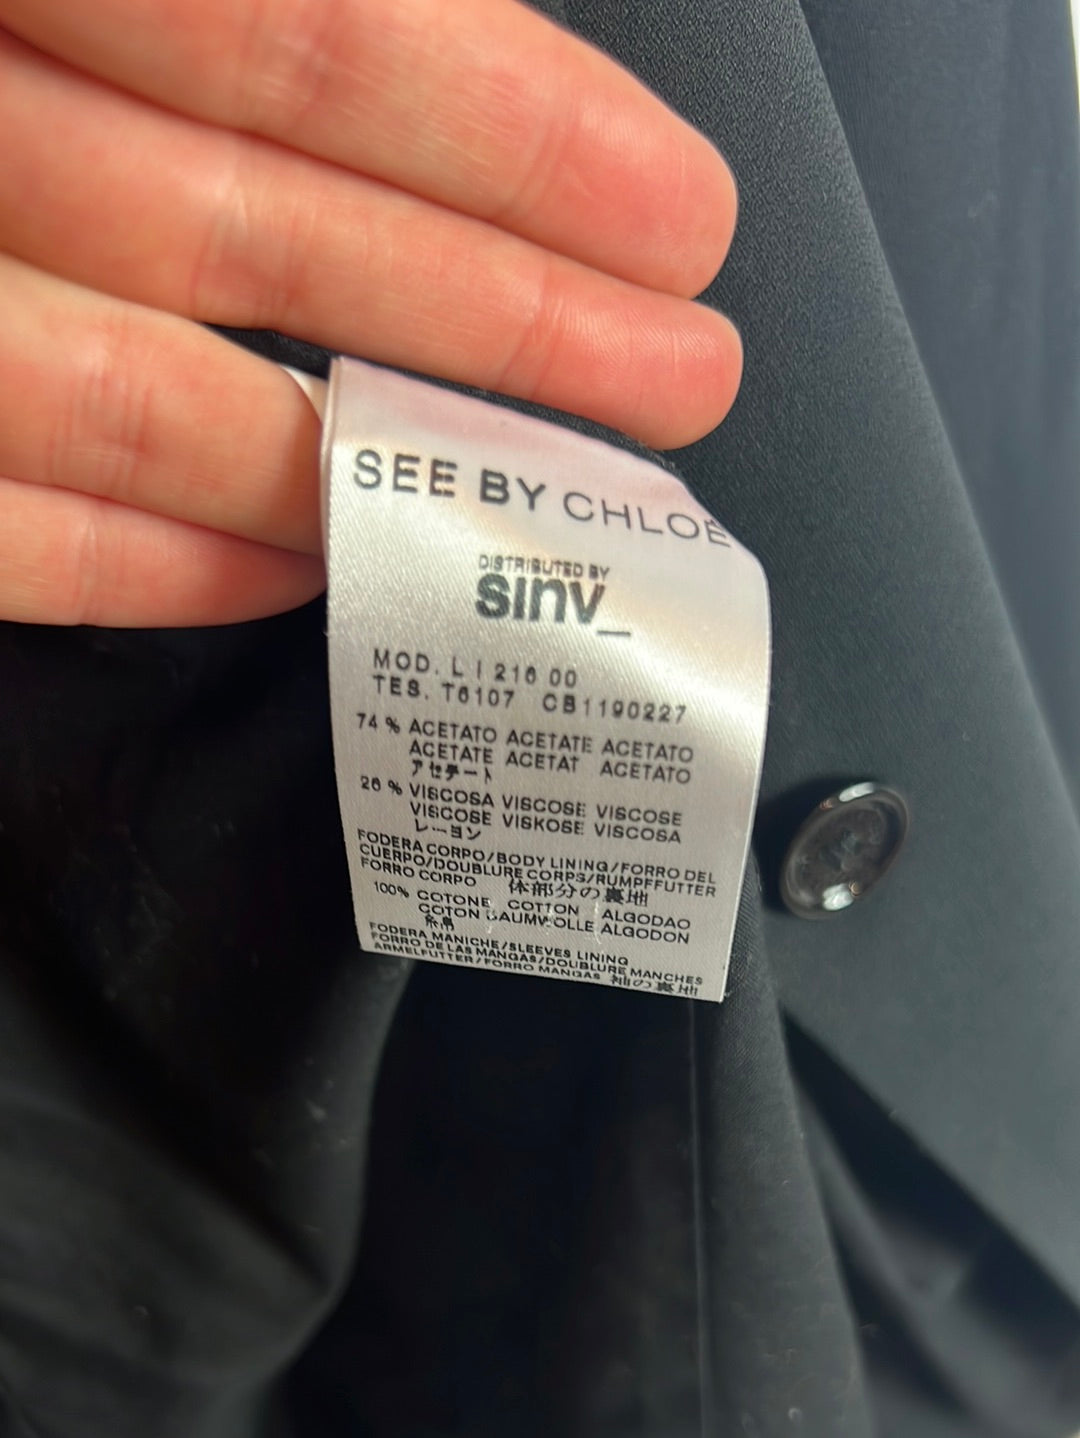 SEE BY CHLOÉ
DISTRIBUTED BY
sinv_
MOD. L I 216 00
TES. T6107 CB1190227
74 % ACETATO ACETATE ACETATO
ACETATE ACETAT ACETATO
アセテート
26 % VISCOSA VISCOSE VISCOSE
VISCOSE VISKOSE VISCOSA
レーヨン
FODERA CORPO/BODY LINING/FORRO DEL
CUERPO/DOUBLURE CORPS/RUMPFFUTTER
FORRO CORPO 体部分の裏地
100% COTONE COTTON ALGODAO
COTON BAUMWOLLE ALGODON
FODERA MANICHE/SLEEVES LINING
FORRO DE LAS MANGAS/DOUBLURE MANCHES
ARMELFUTTER/FORRO MANGAS 袖の裏地